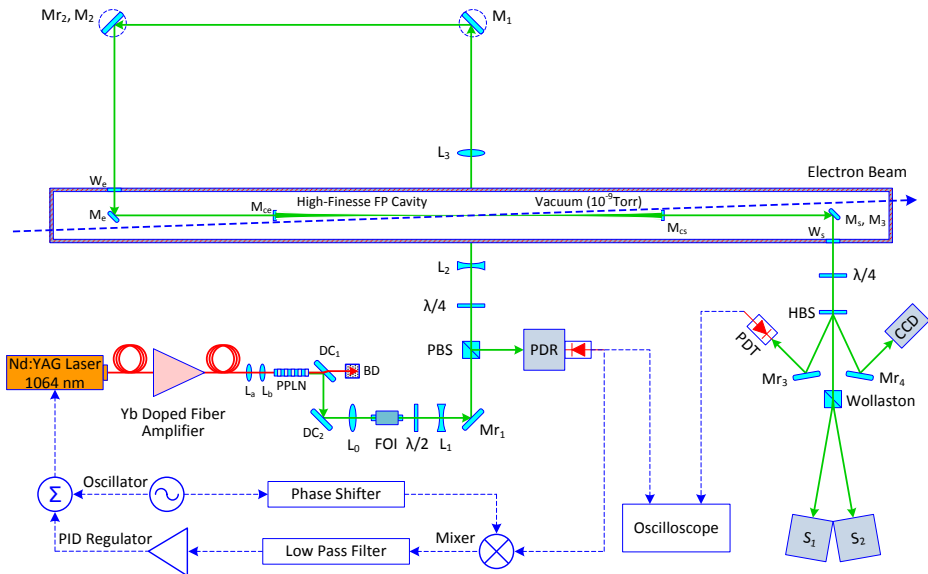 Mr₂, M₂
M₁
L₃
Electron Beam
Wₑ
Mₑ
M꜀ₑ
High-Finesse FP Cavity
Vacuum (10⁻⁹Torr)
M꜀ₛ
Mₛ, M₃
Wₛ
L₂
λ/4
λ/4
HBS
CCD
PDT
PBS
PDR
Mr₃
Mr₄
Nd:YAG Laser
1064 nm
DC₁
BD
Lₐ
L_b
PPLN
Wollaston
Yb Doped Fiber
Amplifier
DC₂
L₀
FOI
λ/2
L₁
Mr₁
Oscillator
Σ
Phase Shifter
Oscilloscope
S₁
S₂
PID Regulator
Low Pass Filter
Mixer